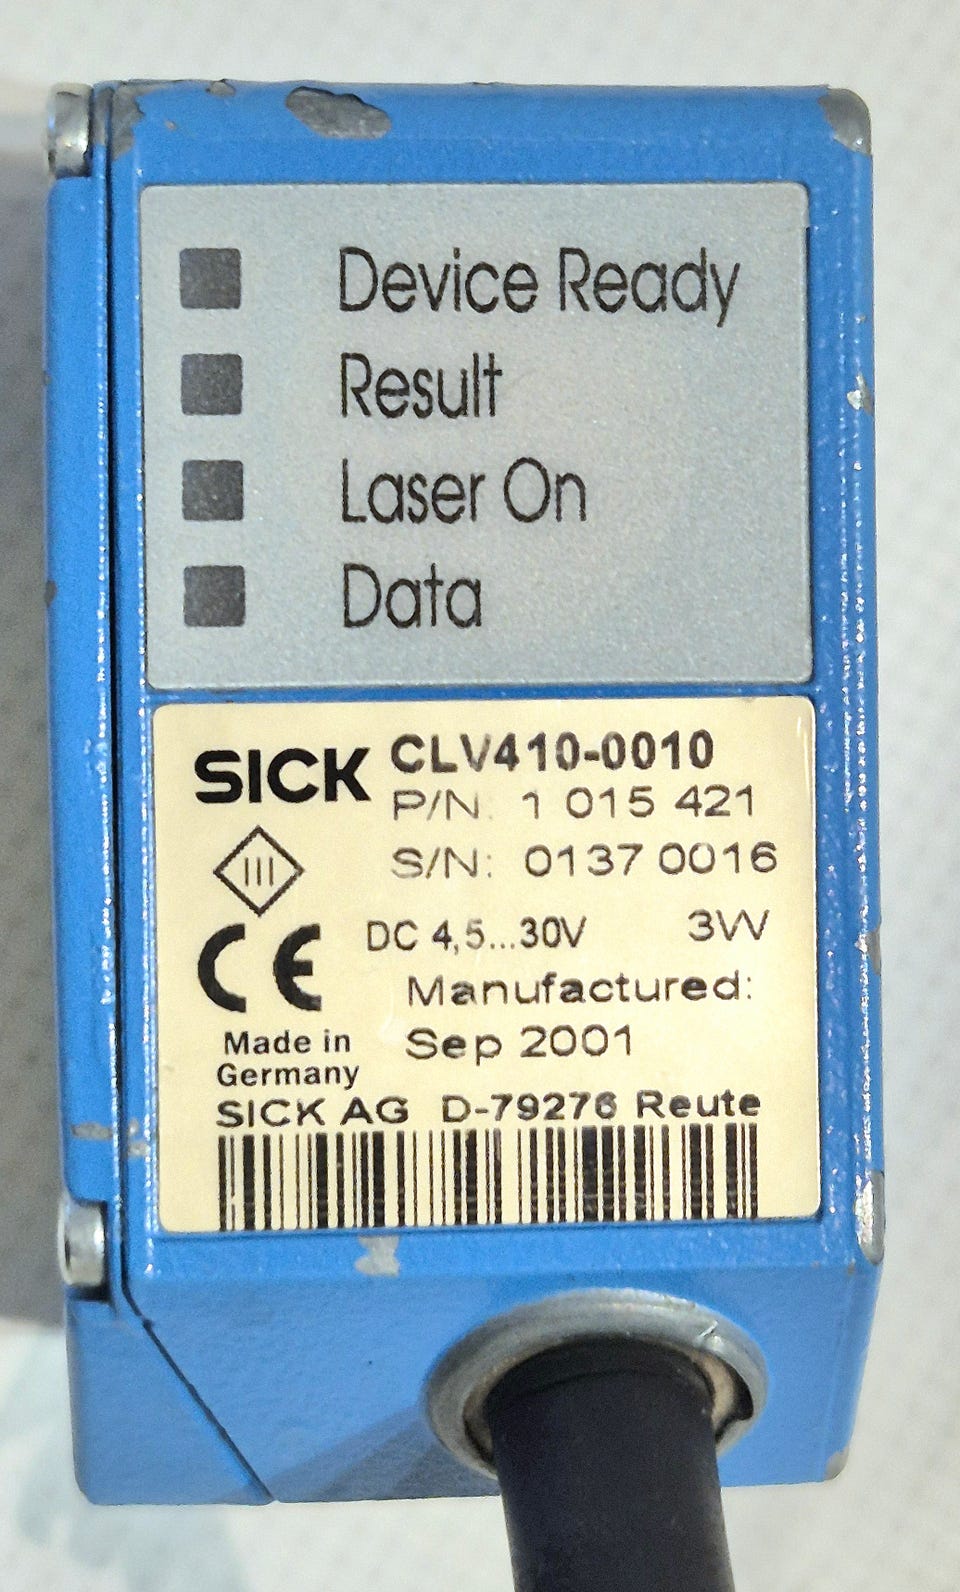 Device Ready
Result
Laser On
Data
SICK CLV410-0010
P/N. 1 015 421
S/N: 0137 0016
DC 4,5...30V 3W
CE
Manufactured:
Sep 2001
Made in
Germany
SICK AG D-79276 Reute